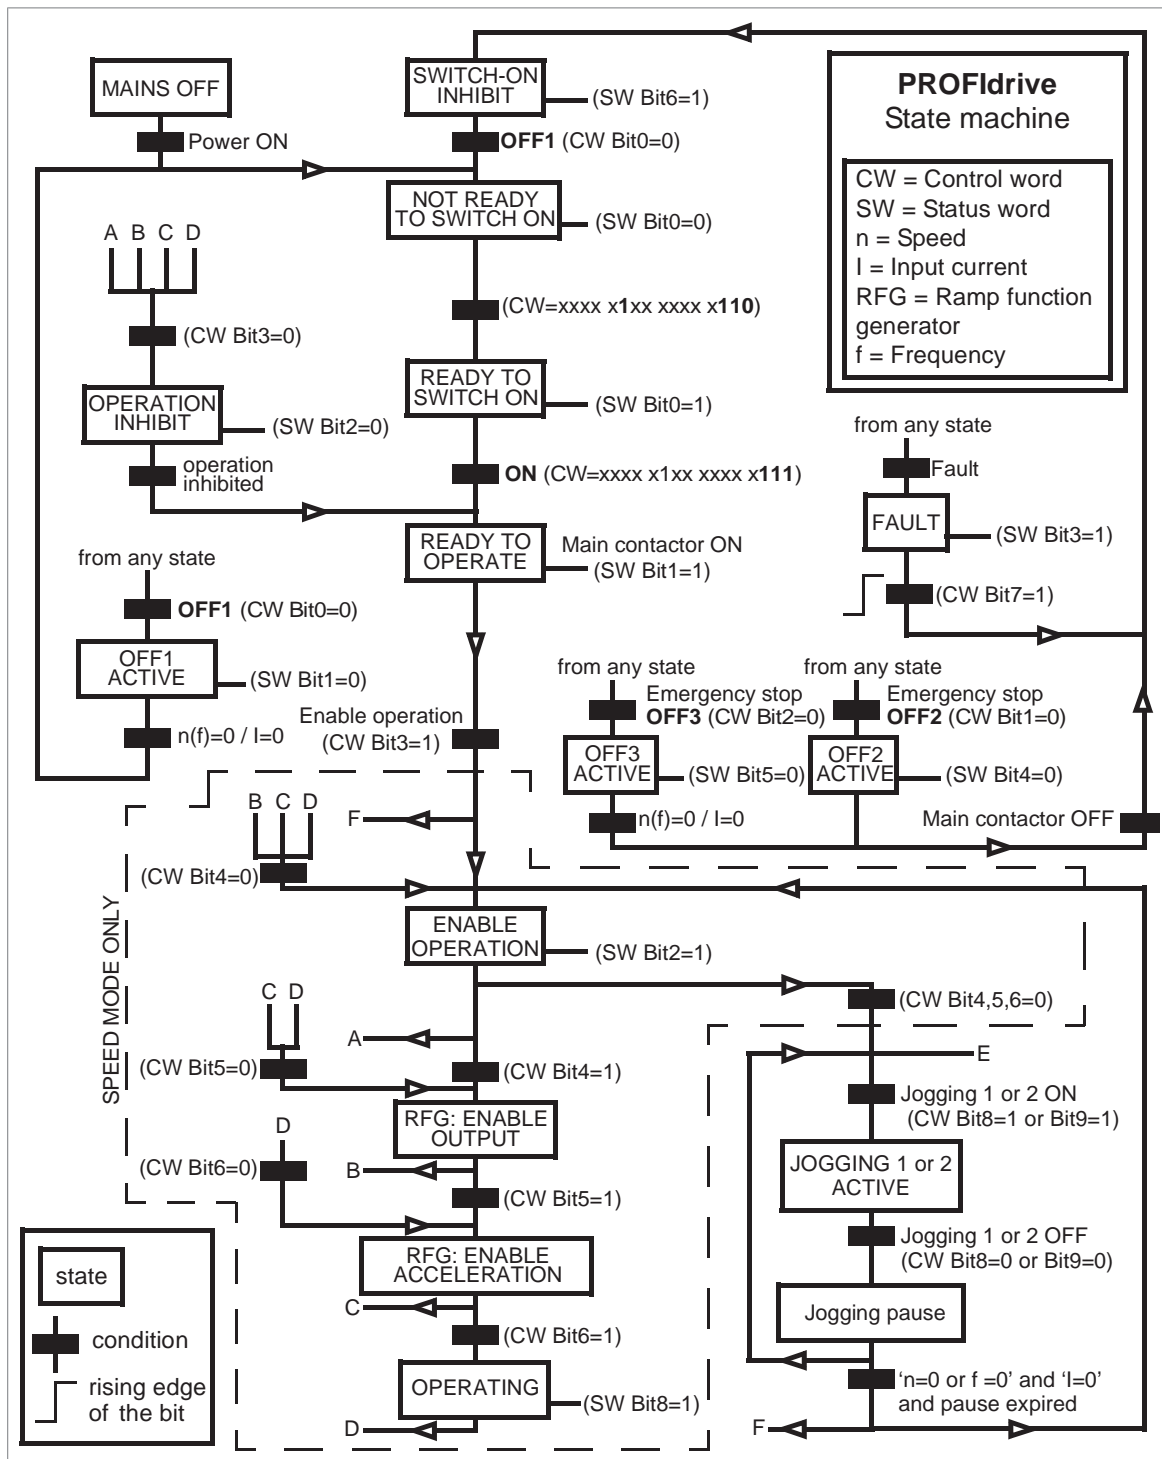 PROFIdrive
State machine
CW = Control word
SW = Status word
n = Speed
I = Input current
RFG = Ramp function
generator
f = Frequency
MAINS OFF
Power ON
SWITCH-ON
INHIBIT
(SW Bit6=1)
OFF1 (CW Bit0=0)
NOT READY
TO SWITCH ON
(SW Bit0=0)
A B C D
(CW Bit3=0)
(CW=xxxx x1xx xxxx x110)
OPERATION
INHIBIT
(SW Bit2=0)
READY TO
SWITCH ON
(SW Bit0=1)
operation
inhibited
ON (CW=xxxx x1xx xxxx x111)
from any state
Fault
FAULT
(SW Bit3=1)
(CW Bit7=1)
READY TO
OPERATE
Main contactor ON
(SW Bit1=1)
from any state
OFF1 (CW Bit0=0)
OFF1
ACTIVE
(SW Bit1=0)
n(f)=0 / I=0
Enable operation
(CW Bit3=1)
from any state
Emergency stop
OFF3 (CW Bit2=0)
OFF3
ACTIVE
(SW Bit5=0)
n(f)=0 / I=0
from any state
Emergency stop
OFF2 (CW Bit1=0)
OFF2
ACTIVE
(SW Bit4=0)
Main contactor OFF
SPEED MODE ONLY
B C D
F
(CW Bit4=0)
ENABLE
OPERATION
(SW Bit2=1)
C D
A
(CW Bit5=0)
(CW Bit4=1)
RFG: ENABLE
OUTPUT
D
(CW Bit6=0)
B
(CW Bit5=1)
RFG: ENABLE
ACCELERATION
C
(CW Bit6=1)
OPERATING
(SW Bit8=1)
D
(CW Bit4,5,6=0)
E
Jogging 1 or 2 ON
(CW Bit8=1 or Bit9=1)
JOGGING 1 or 2
ACTIVE
Jogging 1 or 2 OFF
(CW Bit8=0 or Bit9=0)
Jogging pause
‘n=0 or f =0’ and ‘I=0’
and pause expired
F
state
condition
rising edge
of the bit